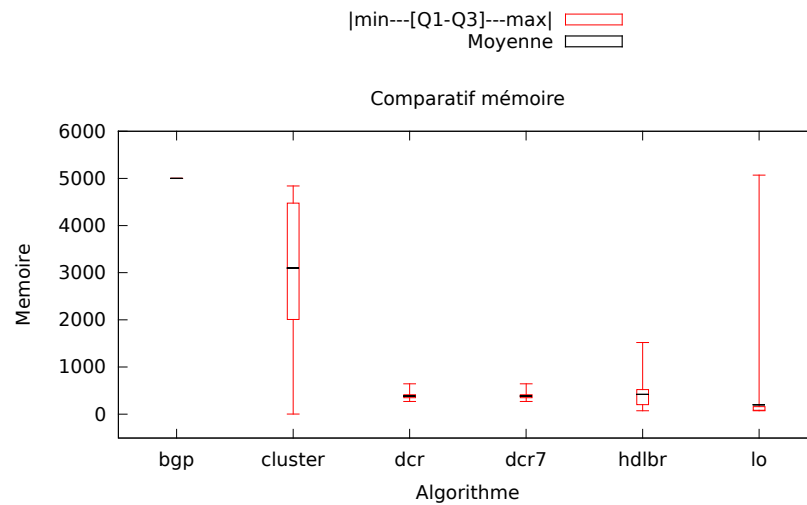 |min---[Q1-Q3]---max|
Moyenne
Comparatif mémoire
6000
5000
4000
3000
2000
1000
0
Memoire
bgp cluster dcr dcr7 hdlbr lo
Algorithme